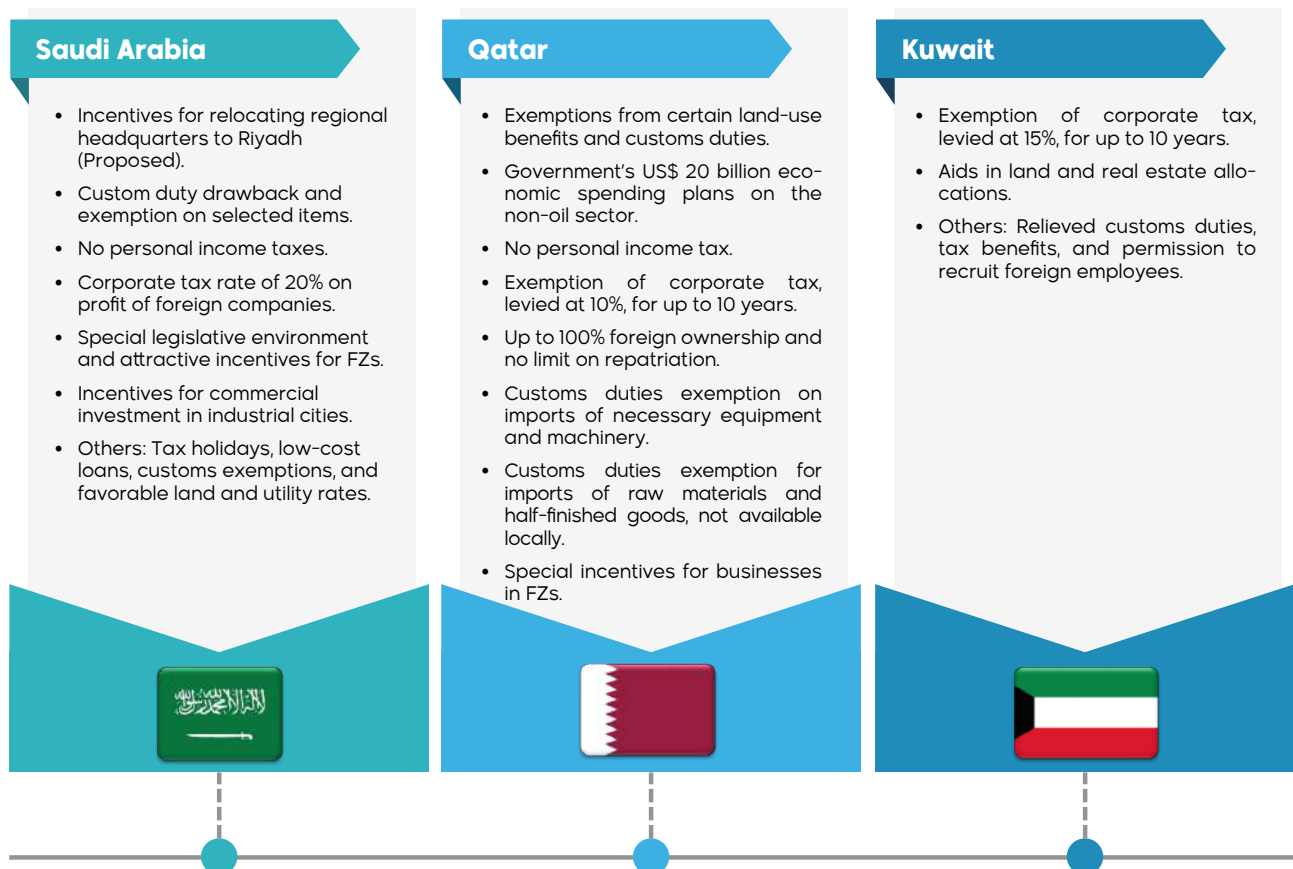 Saudi Arabia
• Incentives for relocating regional
headquarters to Riyadh
(Proposed).
• Custom duty drawback and
exemption on selected items.
• No personal income taxes.
• Corporate tax rate of 20% on
profit of foreign companies.
• Special legislative environment
and attractive incentives for FZs.
• Incentives for commercial
investment in industrial cities.
• Others: Tax holidays, low-cost
loans, customs exemptions, and
favorable land and utility rates.
Qatar
• Exemptions from certain land-use
benefits and customs duties.
• Government's US$ 20 billion eco-
nomic spending plans on the
non-oil sector.
• No personal income tax.
• Exemption of corporate tax,
levied at 10%, for up to 10 years.
• Up to 100% foreign ownership and
no limit on repatriation.
• Customs duties exemption on
imports of necessary equipment
and machinery.
• Customs duties exemption for
imports of raw materials and
half-finished goods, not available
locally.
• Special incentives for businesses
in FZs.
Kuwait
• Exemption of corporate tax,
levied at 15%, for up to 10 years.
• Aids in land and real estate allo-
cations.
• Others: Relieved customs duties,
tax benefits, and permission to
recruit foreign employees.
لا إله إلا الله محمد رسول الله